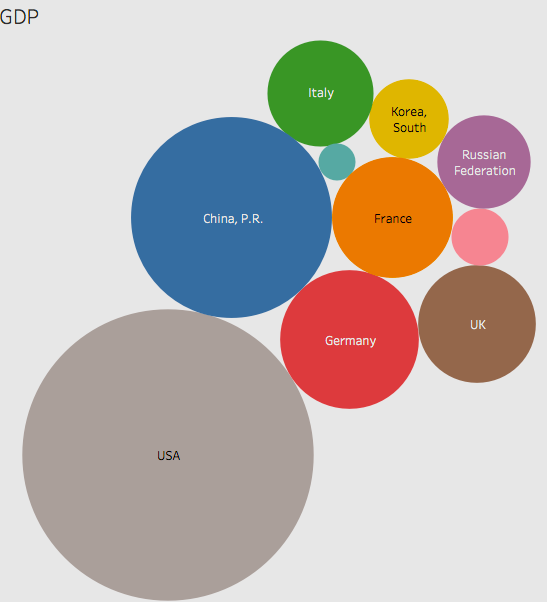 GDP
Italy
Korea,
South
Russian
Federation
China, P.R.
France
UK
Germany
USA